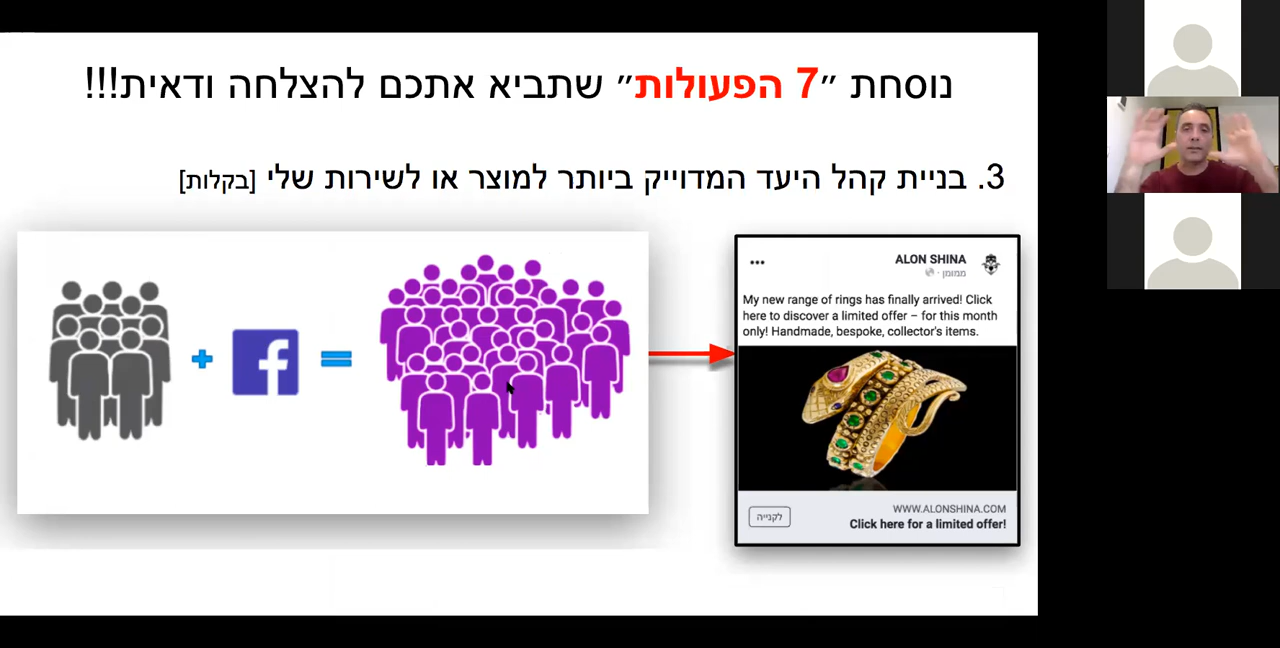 נוסחת ״7 הפעולות״ שתביא אתכם להצלחה ודאית!!!
3. בניית קהל היעד המדוייק ביותר למוצר או לשירות שלי [בקלות]
ALON SHINA
ממומן
My new range of rings has finally arrived! Click
here to discover a limited offer – for this month
only! Handmade, bespoke, collector's items.
WWW.ALONSHINA.COM
Click here for a limited offer!
לקנייה